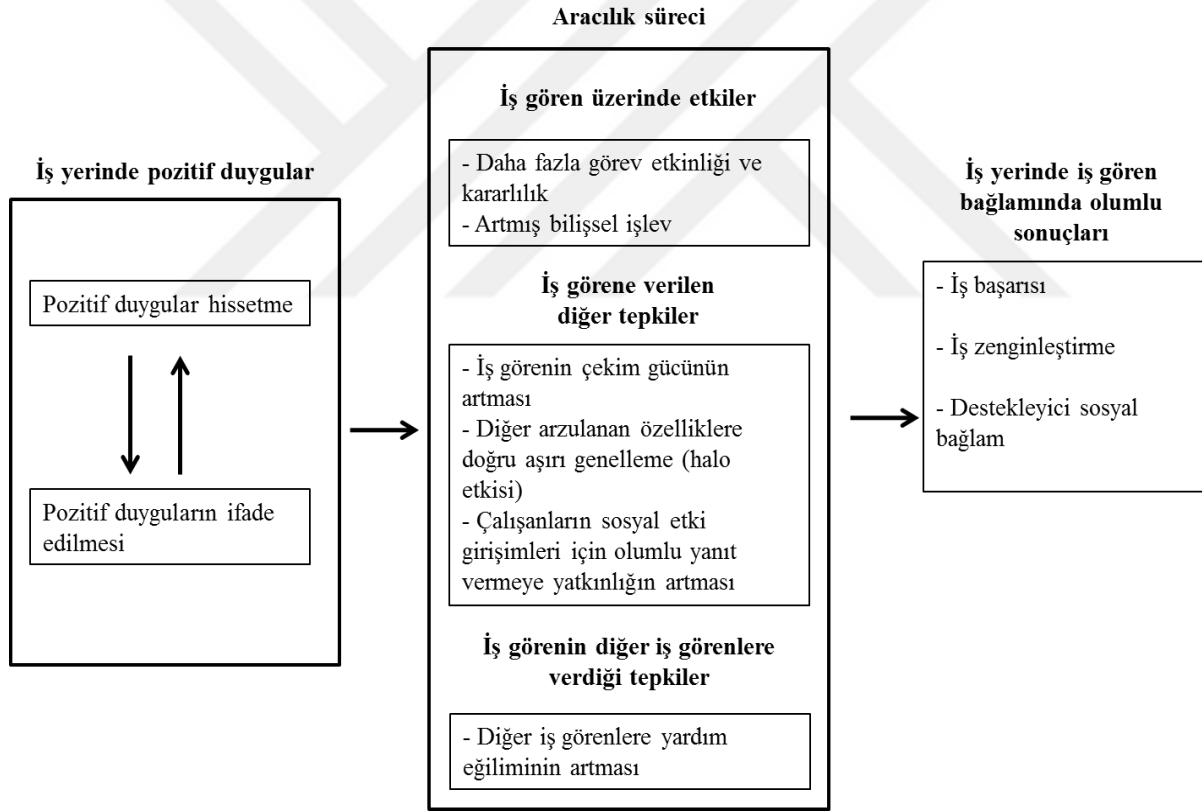 Aracılık süreci
İş yerinde pozitif duygular
Pozitif duygular hissetme
Pozitif duyguların ifade
edilmesi
İş gören üzerinde etkiler
- Daha fazla görev etkinliği ve
kararlılık
- Artmış bilişsel işlev
İş görene verilen
diğer tepkiler
- İş görenin çekim gücünün
artması
- Diğer arzulanan özelliklere
doğru aşırı genelleme (halo
etkisi)
- Çalışanların sosyal etki
girişimleri için olumlu yanıt
vermeye yatkınlığın artması
İş görenin diğer iş görenlere
verdiği tepkiler
- Diğer iş görenlere yardım
eğiliminin artması
İş yerinde iş gören
bağlamında olumlu
sonuçları
- İş başarısı
- İş zenginleştirme
- Destekleyici sosyal
bağlam